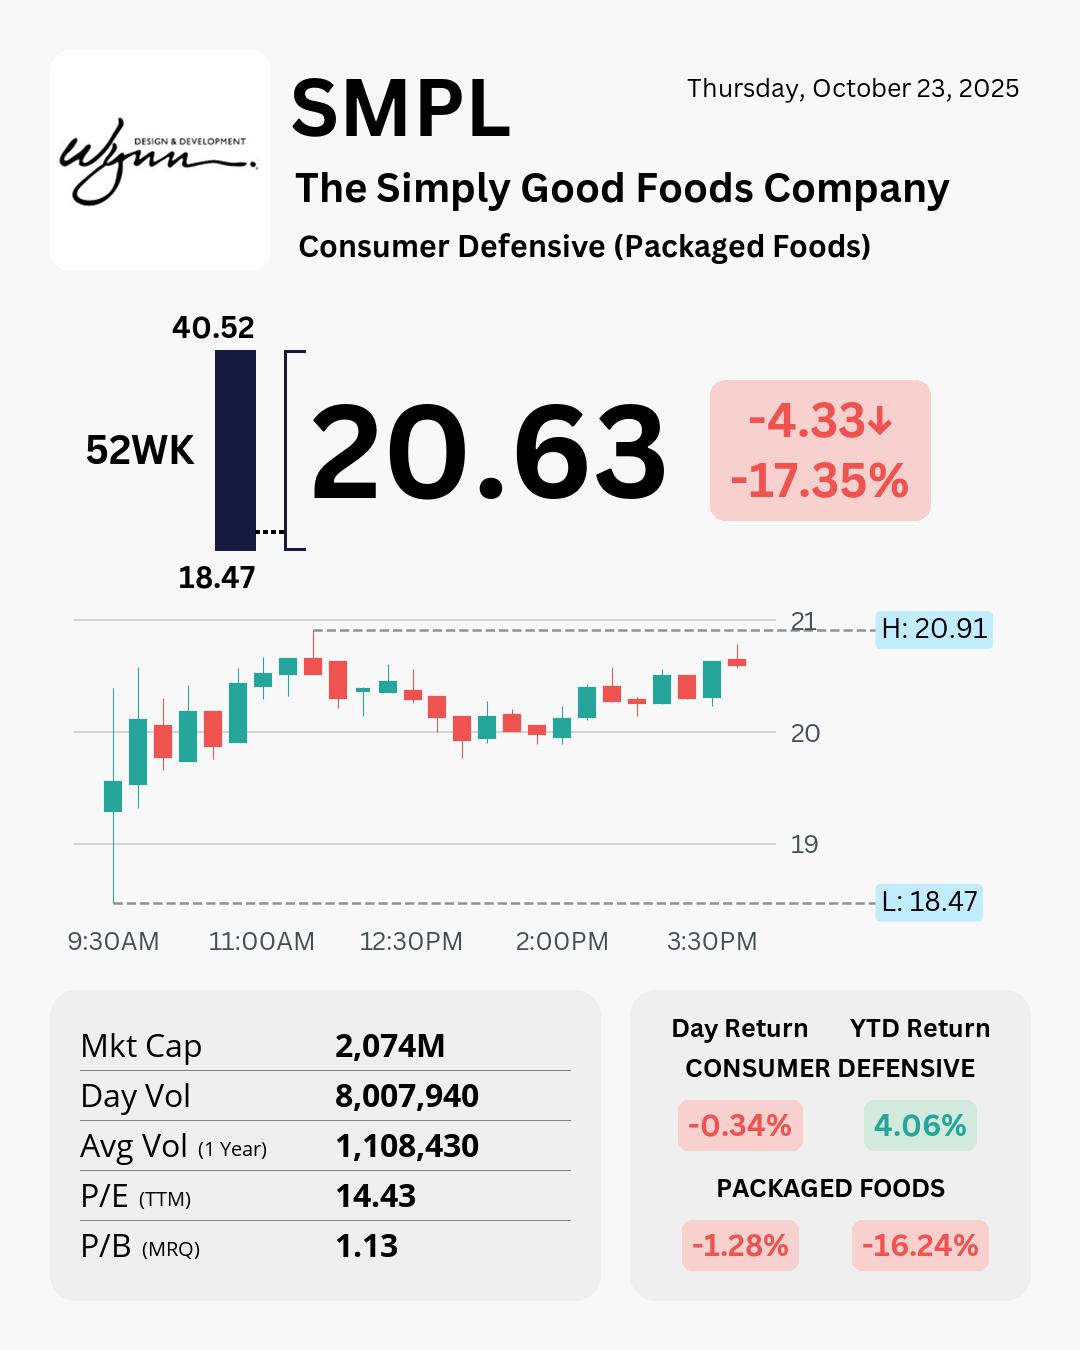 DESIGN & DEVELOPMENT
Wynn
SMPL
Thursday, October 23, 2025
The Simply Good Foods Company
Consumer Defensive (Packaged Foods)
40.52
52WK
18.47
20.63
-4.33↓
-17.35%
21
H: 20.91
20
19
L: 18.47
9:30AM 11:00AM 12:30PM 2:00PM 3:30PM
Mkt Cap 2,074M
Day Vol 8,007,940
Avg Vol (1 Year) 1,108,430
P/E (TTM) 14.43
P/B (MRQ) 1.13
Day Return YTD Return
CONSUMER DEFENSIVE
-0.34% 4.06%
PACKAGED FOODS
-1.28% -16.24%